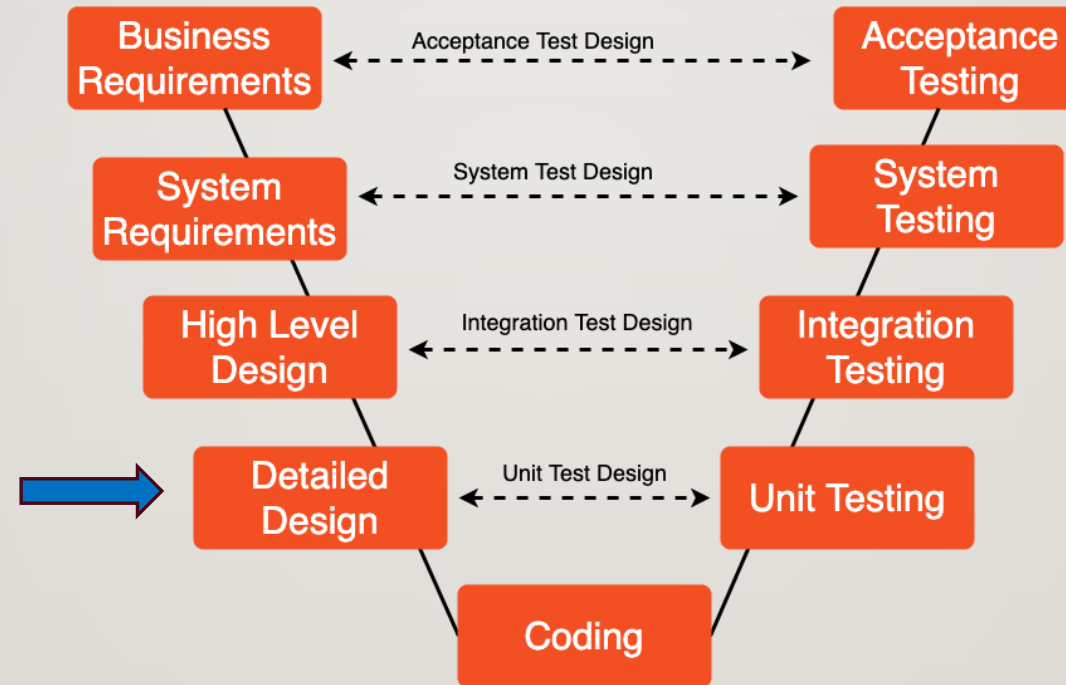 Business
Requirements
Acceptance Test Design
Acceptance
Testing
System
Requirements
System Test Design
System
Testing
High Level
Design
Integration Test Design
Integration
Testing
Detailed
Design
Unit Test Design
Unit Testing
Coding